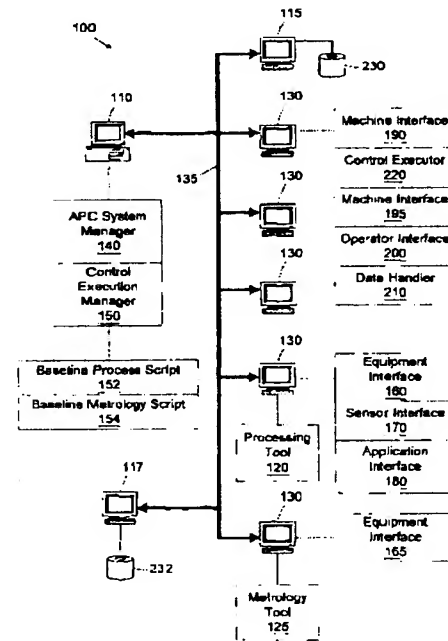 100
115
230
110
130
Machine Interface
190
135
Control Executor
220
130
Machine Interface
195
APC System
Manager
140
Operator Interface
200
Control
Execution
Manager
150
130
Data Handler
210
130
Baseline Process Script
152
Baseline Metrology Script
154
Equipment
Interface
160
Sensor Interface
170
Processing
Tool
120
Application
Interface
180
117
130
232
Equipment
Interface
165
Metrology
Tool
125